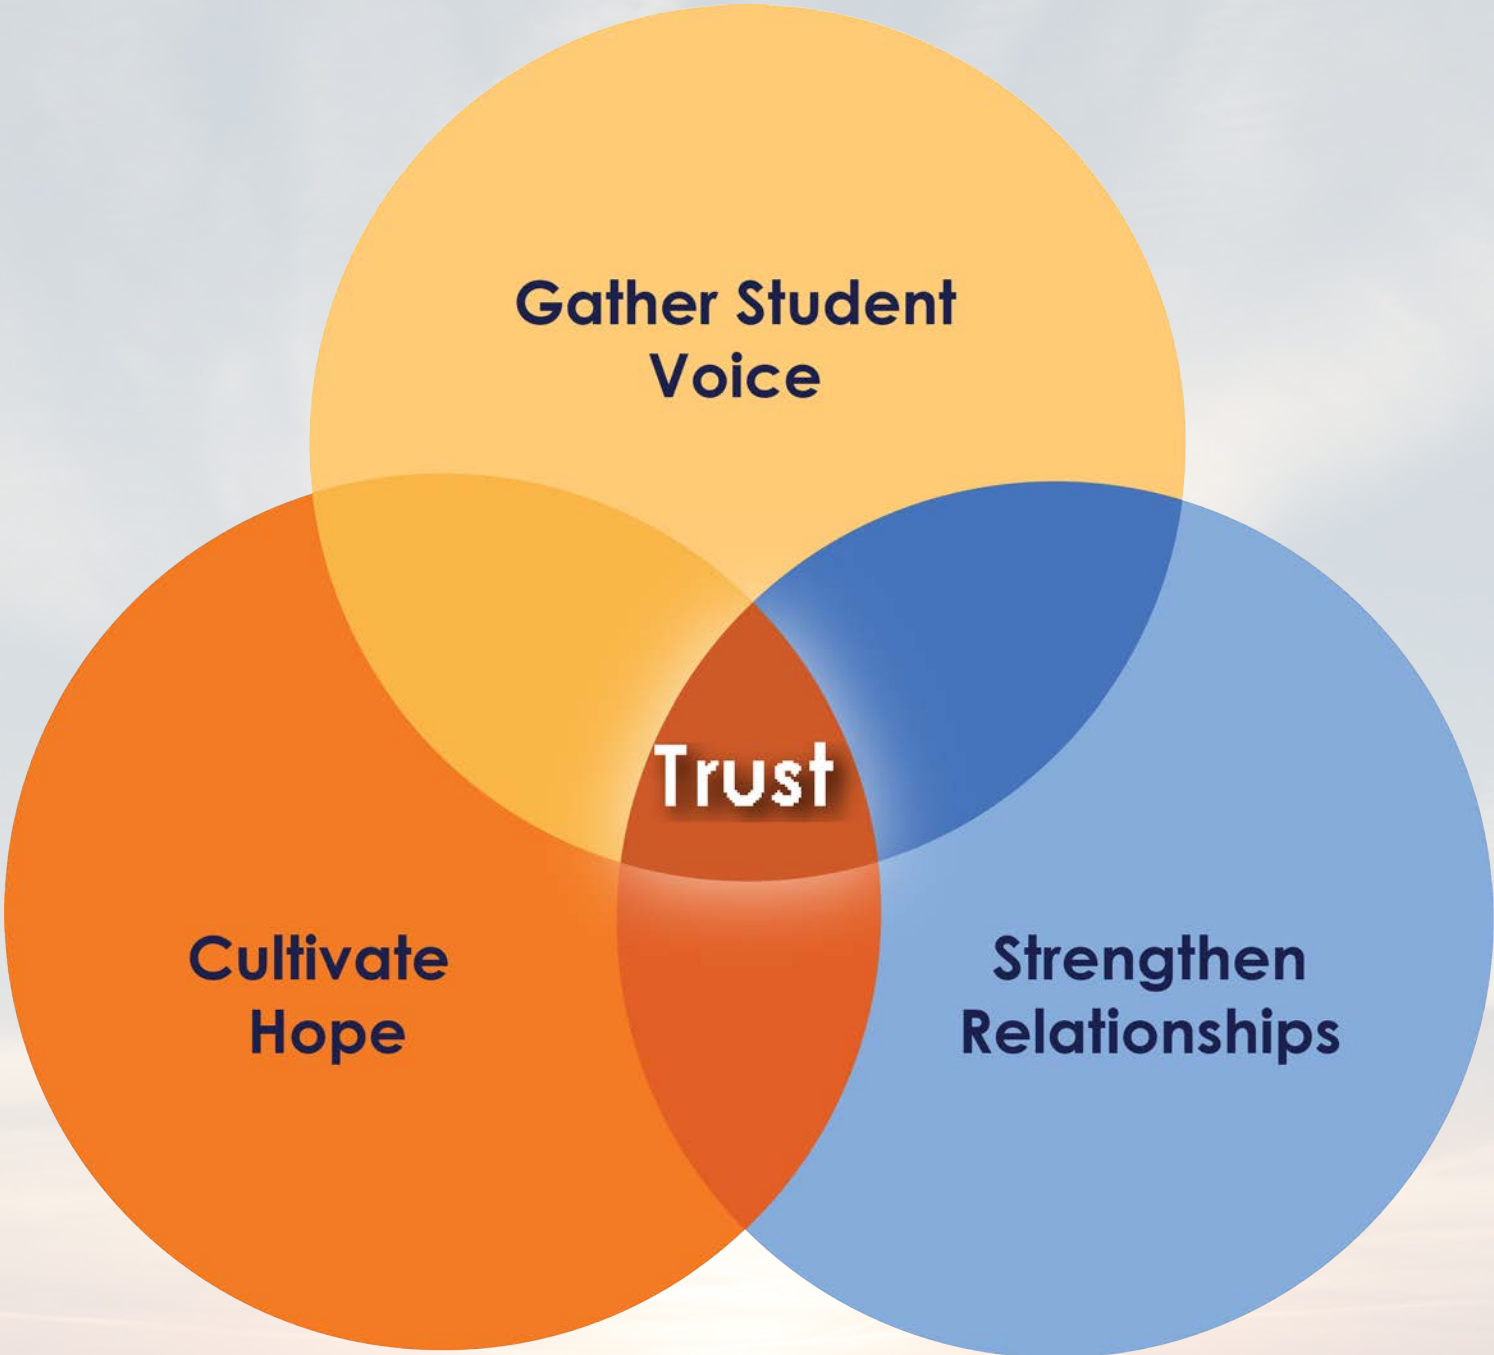 Gather Student
Voice
Trust
Cultivate
Hope
Strengthen
Relationships